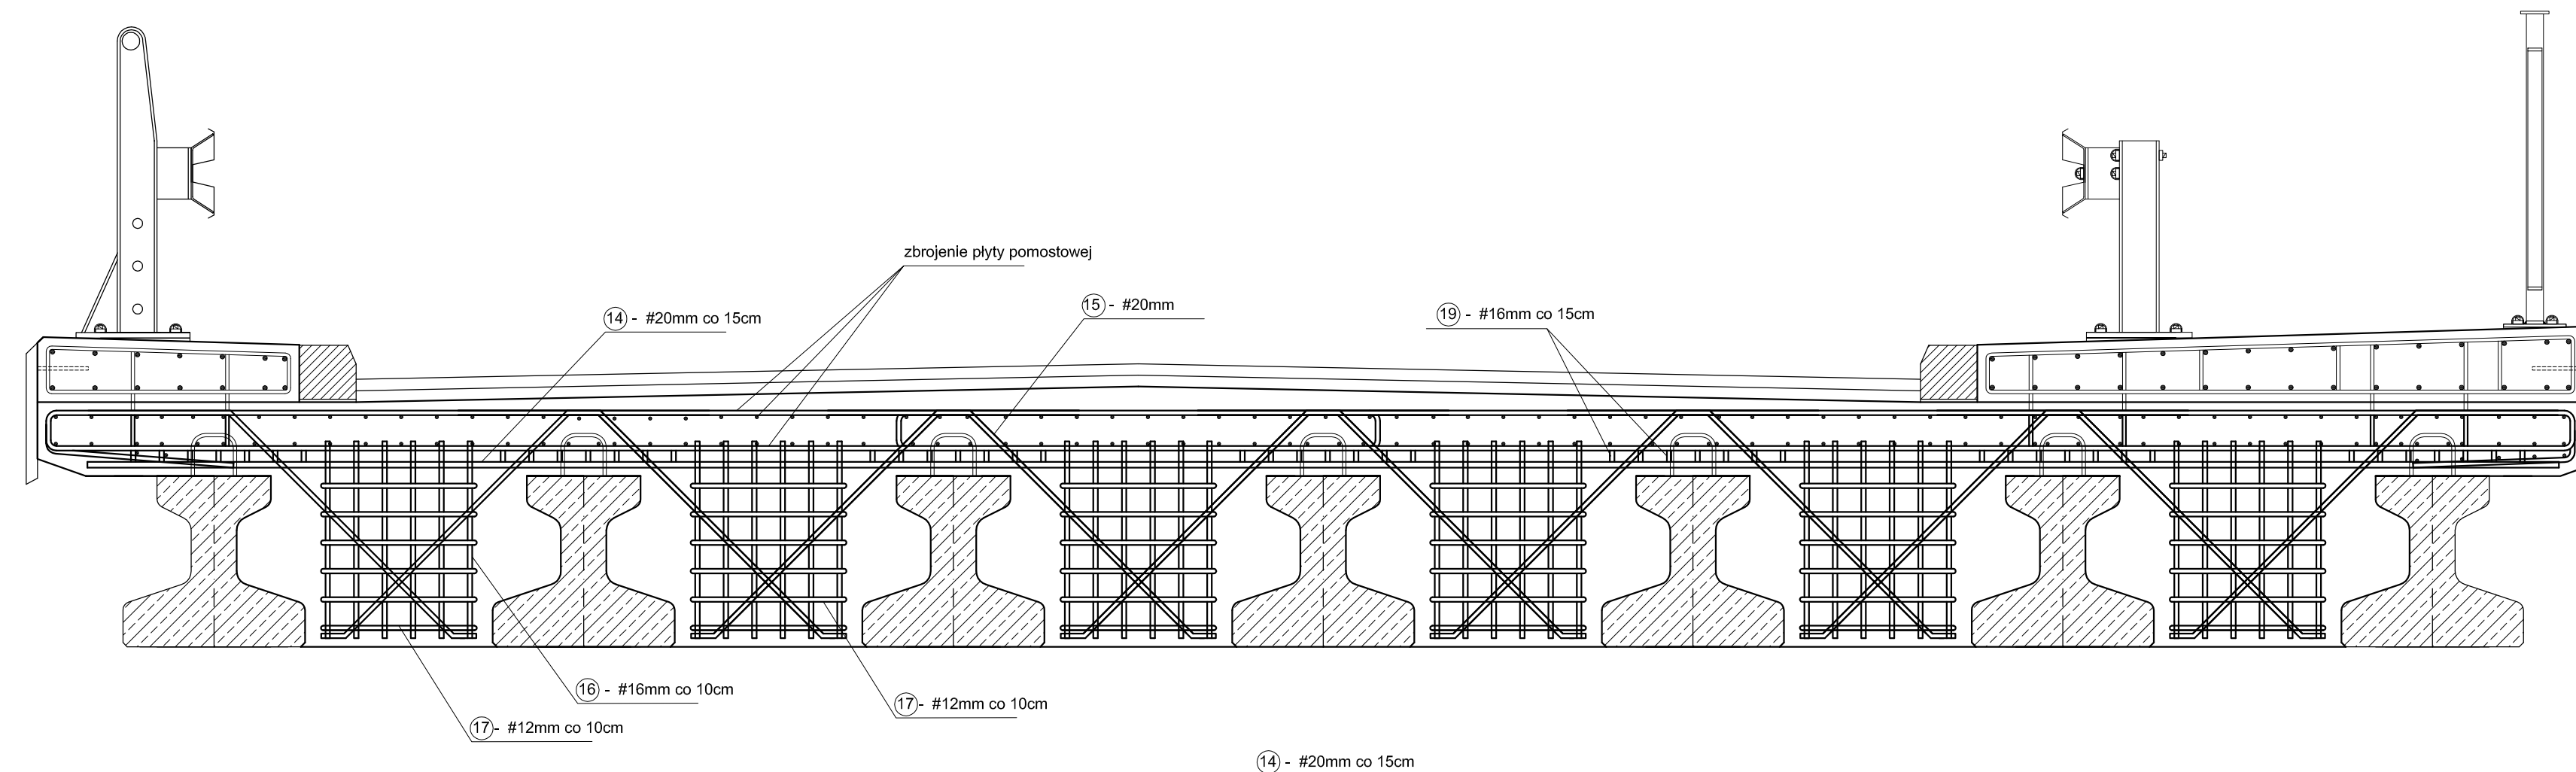 zbrojenie płyty pomostowej
14 - #20mm co 15cm
15 - #20mm
19 - #16mm co 15cm
16 - #16mm co 10cm
17 - #12mm co 10cm
17 - #12mm co 10cm
14 - #20mm co 15cm